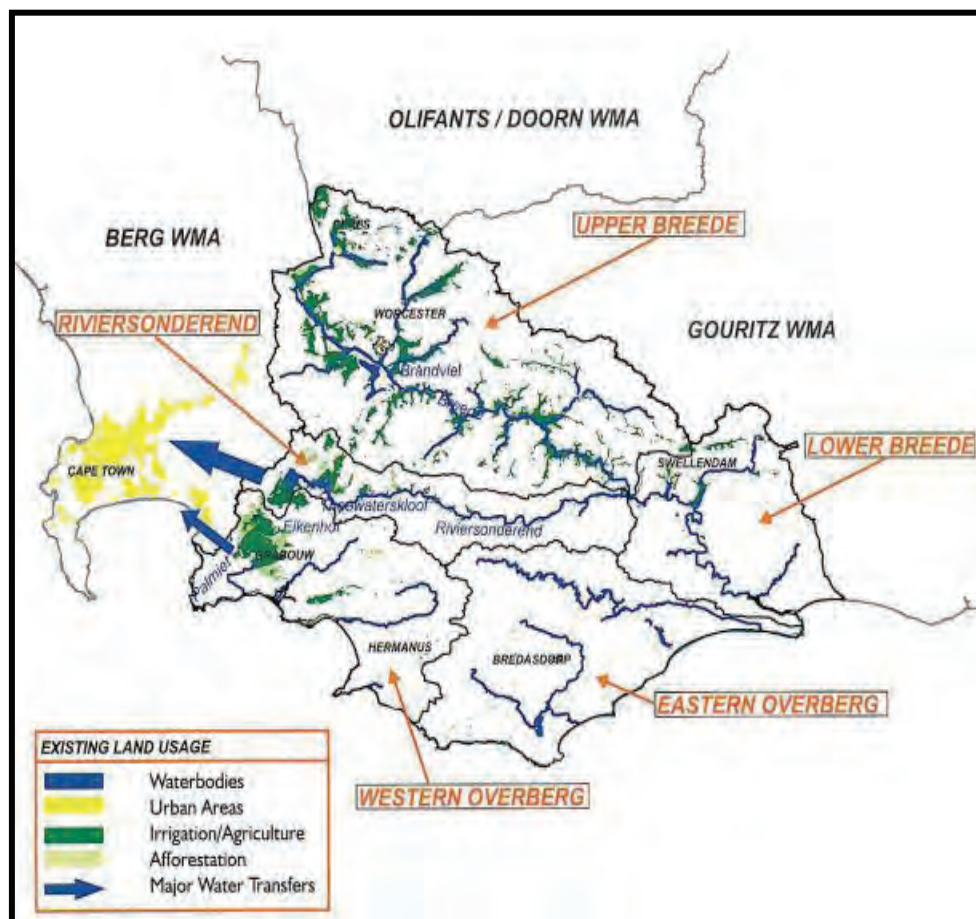 OLIFANTS / DOORN WMA
UPPER BREEDE
BERG WMA
RIVIERSONDEREND
WORCESTER
GOURITZ WMA
Brandvlei
LOWER BREEDE
SWELLENDAM
CAPE TOWN
Riviersonderend
Eikenhof
GRABOUW
Palmiet
HERMANUS
BREDASDORP
EASTERN OVERBERG
WESTERN OVERBERG
EXISTING LAND USAGE
Waterbodies
Urban Areas
Irrigation/Agriculture
Afforestation
Major Water Transfers